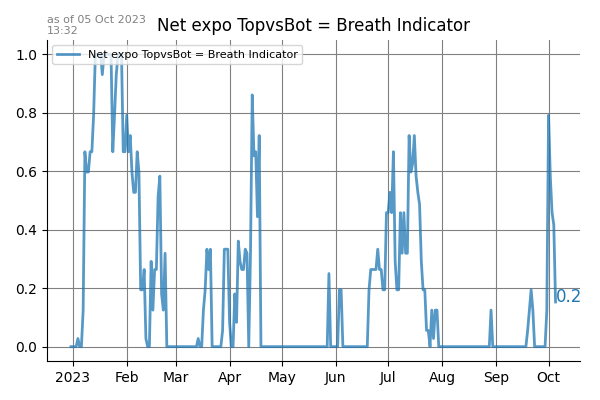 as of 05 Oct 2023
13:32
Net expo TopvsBot = Breath Indicator
Net expo TopvsBot = Breath Indicator
1.0
0.8
0.6
0.4
0.2
0.0
0.2
2023 Feb Mar Apr May Jun Jul Aug Sep Oct